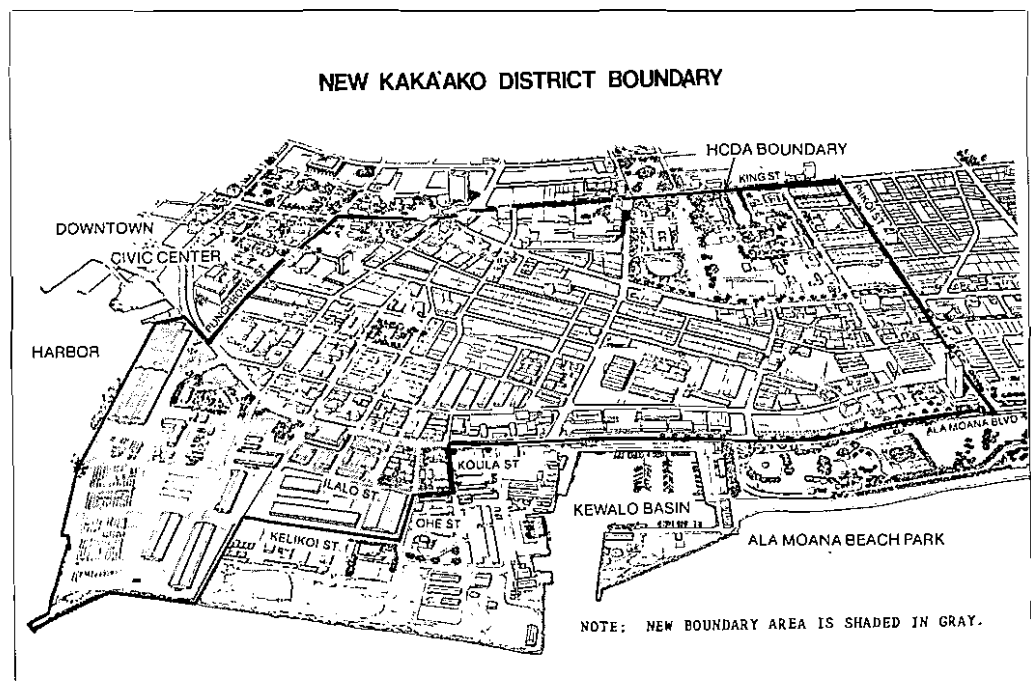 NEW KAKA'AKO DISTRICT BOUNDARY
HCDA BOUNDARY
KING ST
PIIKOI ST
DOWNTOWN
CIVIC CENTER
PUNCHBOWL ST
HARBOR
ALA MOANA BLVD
KOULA ST
ILALO ST.
KEWALO BASIN
OHE ST
KELIKOI ST.
ALA MOANA BEACH PARK
NOTE: NEW BOUNDARY AREA IS SHADED IN GRAY.